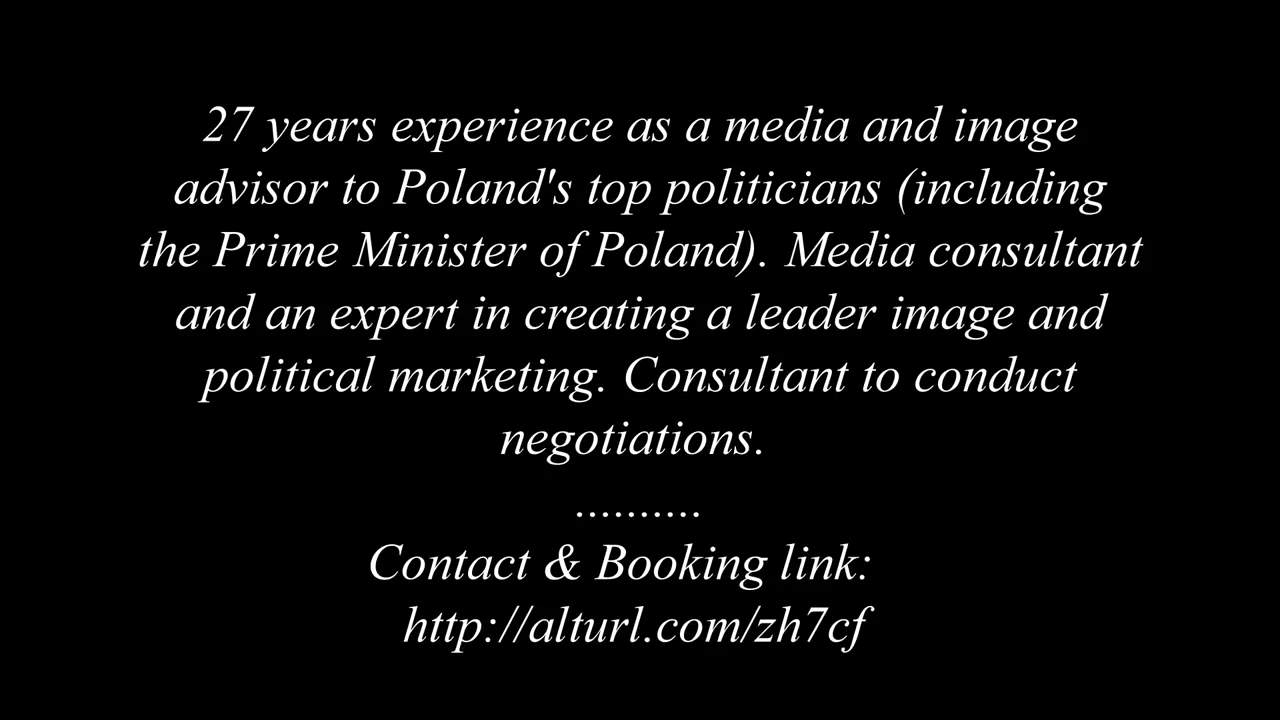 27 years experience as a media and image
advisor to Poland's top politicians (including
the Prime Minister of Poland). Media consultant
and an expert in creating a leader image and
political marketing. Consultant to conduct
negotiations.
..........
Contact & Booking link:
http://alturl.com/zh7cf